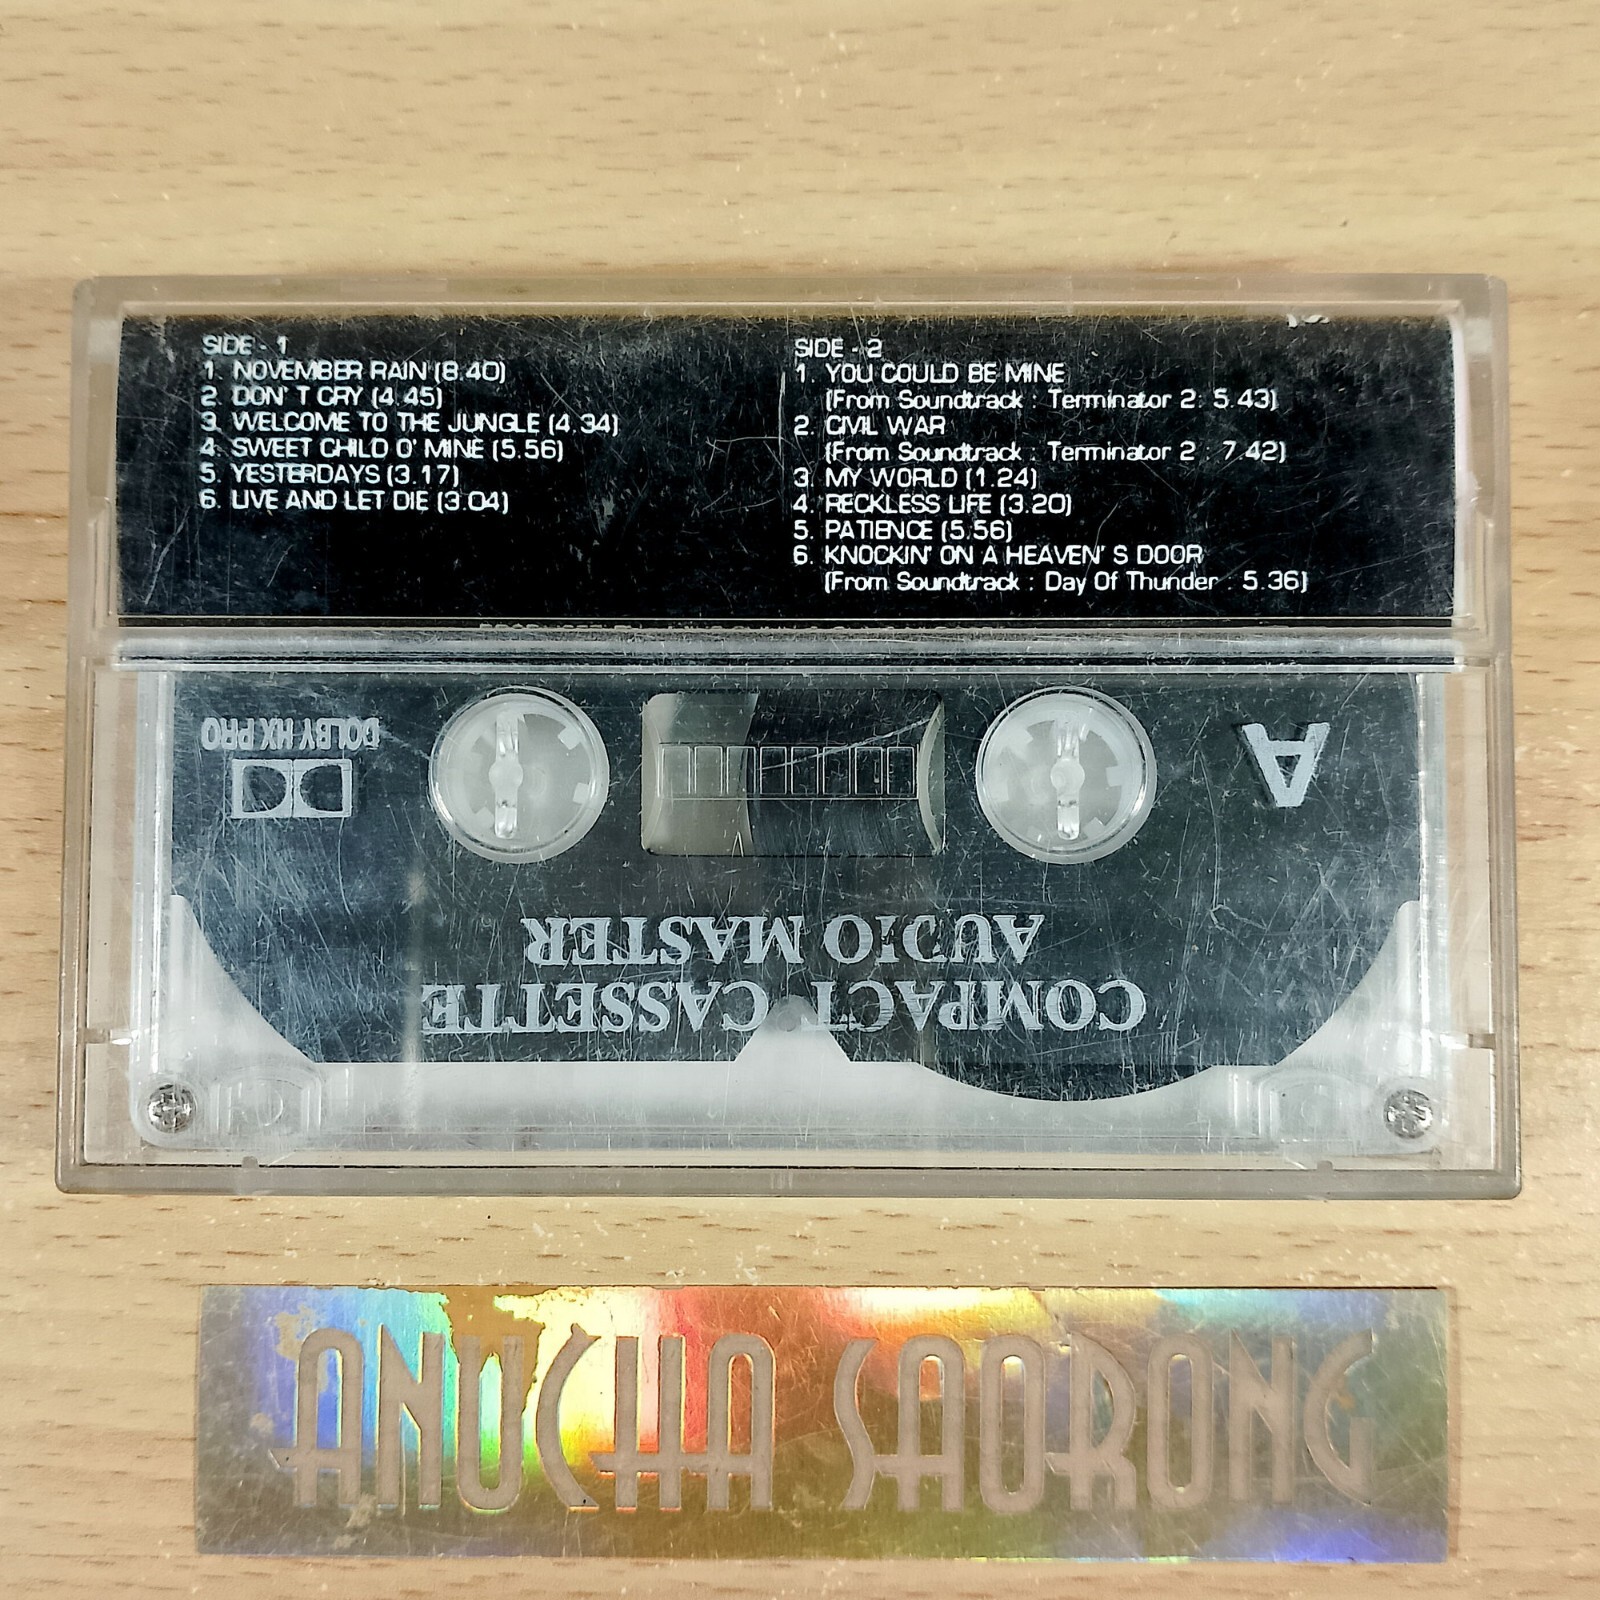 SIDE - 1
1. NOVEMBER RAIN (8.40)
2. DON' T CRY (4.45)
3. WELCOME TO THE JUNGLE (4.34)
4. SWEET CHILD O' MINE (5.56)
5. YESTERDAYS (3.17)
6. LIVE AND LET DIE (3.04)
SIDE - 2
1. YOU COULD BE MINE
(From Soundtrack : Terminator 2: 5.43)
2. CIVIL WAR
(From Soundtrack : Terminator 2 : 7.42)
3. MY WORLD (1.24)
4. RECKLESS LIFE (3.20)
5. PATIENCE (5.56)
6. KNOCKIN' ON A HEAVEN' S DOOR
(From Soundtrack : Day Of Thunder : 5.36)
DOLBY HX PRO
A
AUDIO MASTER
COMPACT CASSETTE
ANUCHA SAORONG